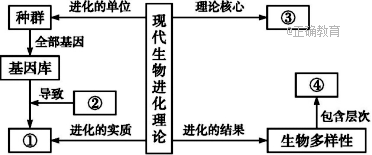 种群
进化的单位
现代生物进化理论
理论核心
③
@正确教育
全部基因
基因库
导致
②
④
包含层次
①
进化的实质
进化的结果
生物多样性